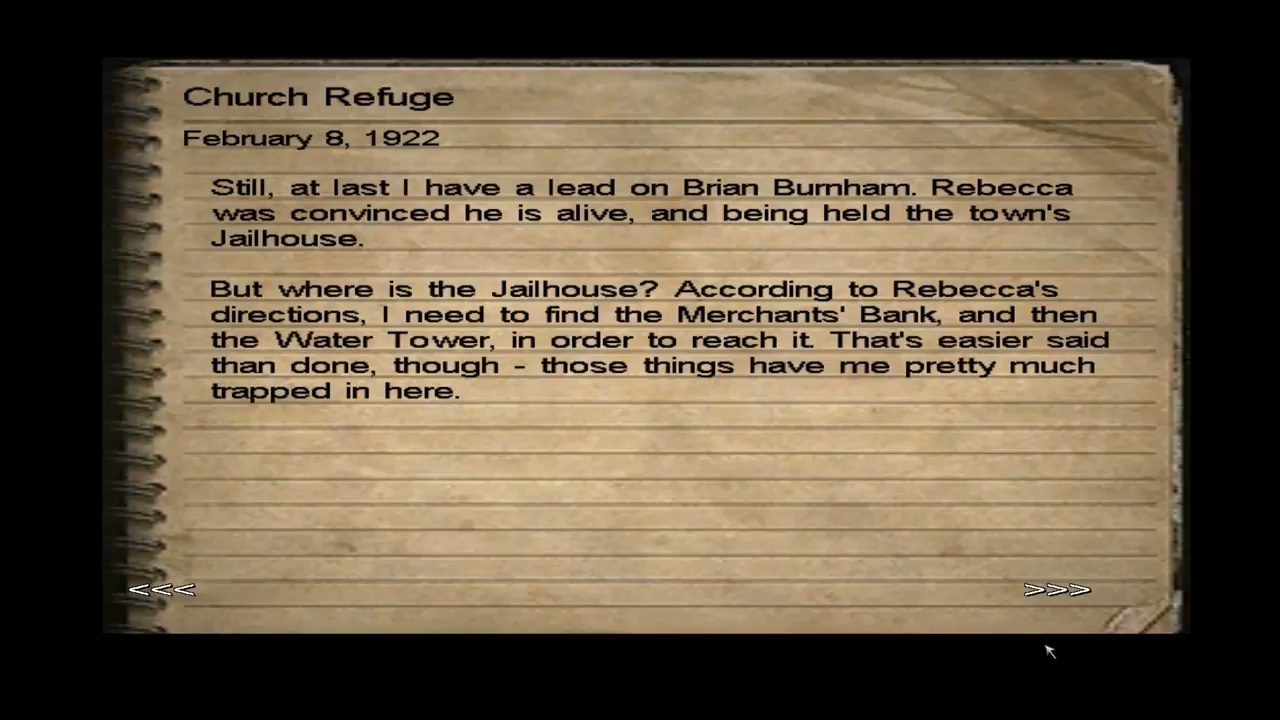 Church Refuge
February 8, 1922
Still, at last I have a lead on Brian Burnham. Rebecca
was convinced he is alive, and being held the town's
Jailhouse.
But where is the Jailhouse? According to Rebecca's
directions, I need to find the Merchants' Bank, and then
the Water Tower, in order to reach it. That's easier said
than done, though - those things have me pretty much
trapped in here.
<<< >>>